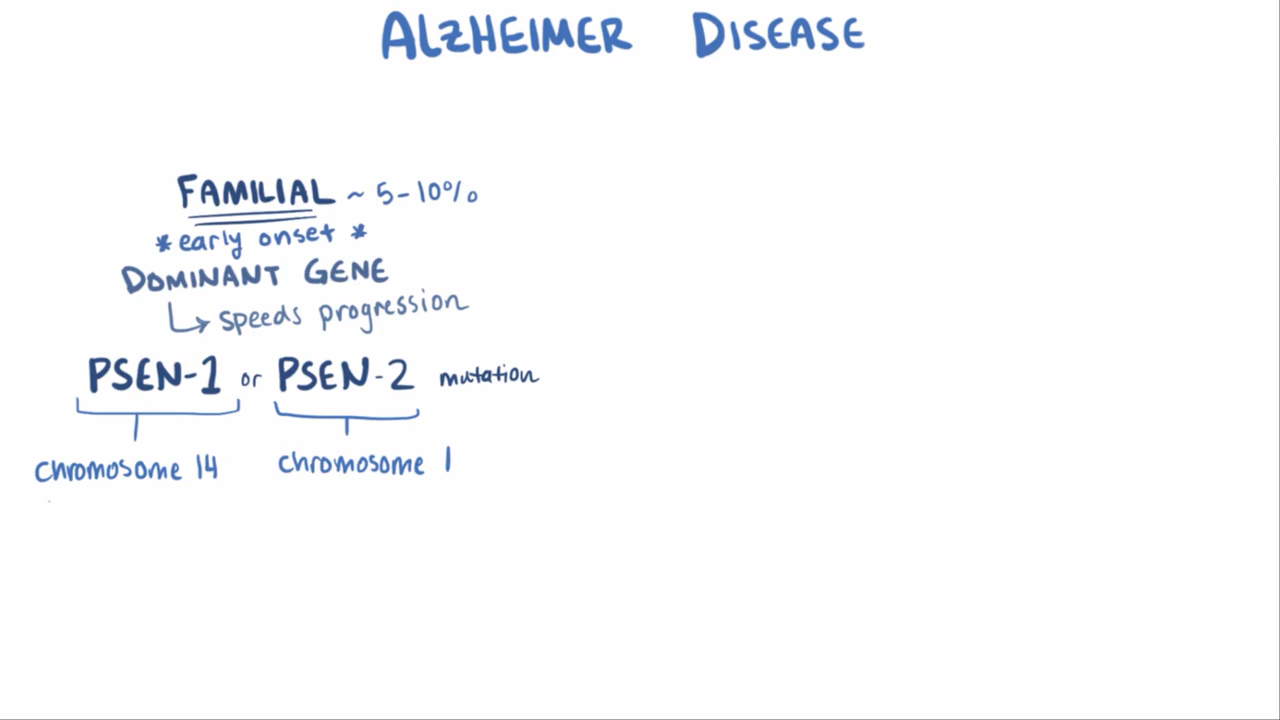 ALZHEIMER DISEASE
FAMILIAL ~ 5-10%
* early onset *
DOMINANT GENE
↳ speeds progression
PSEN-1 or PSEN-2 mutation
chromosome 14 chromosome 1